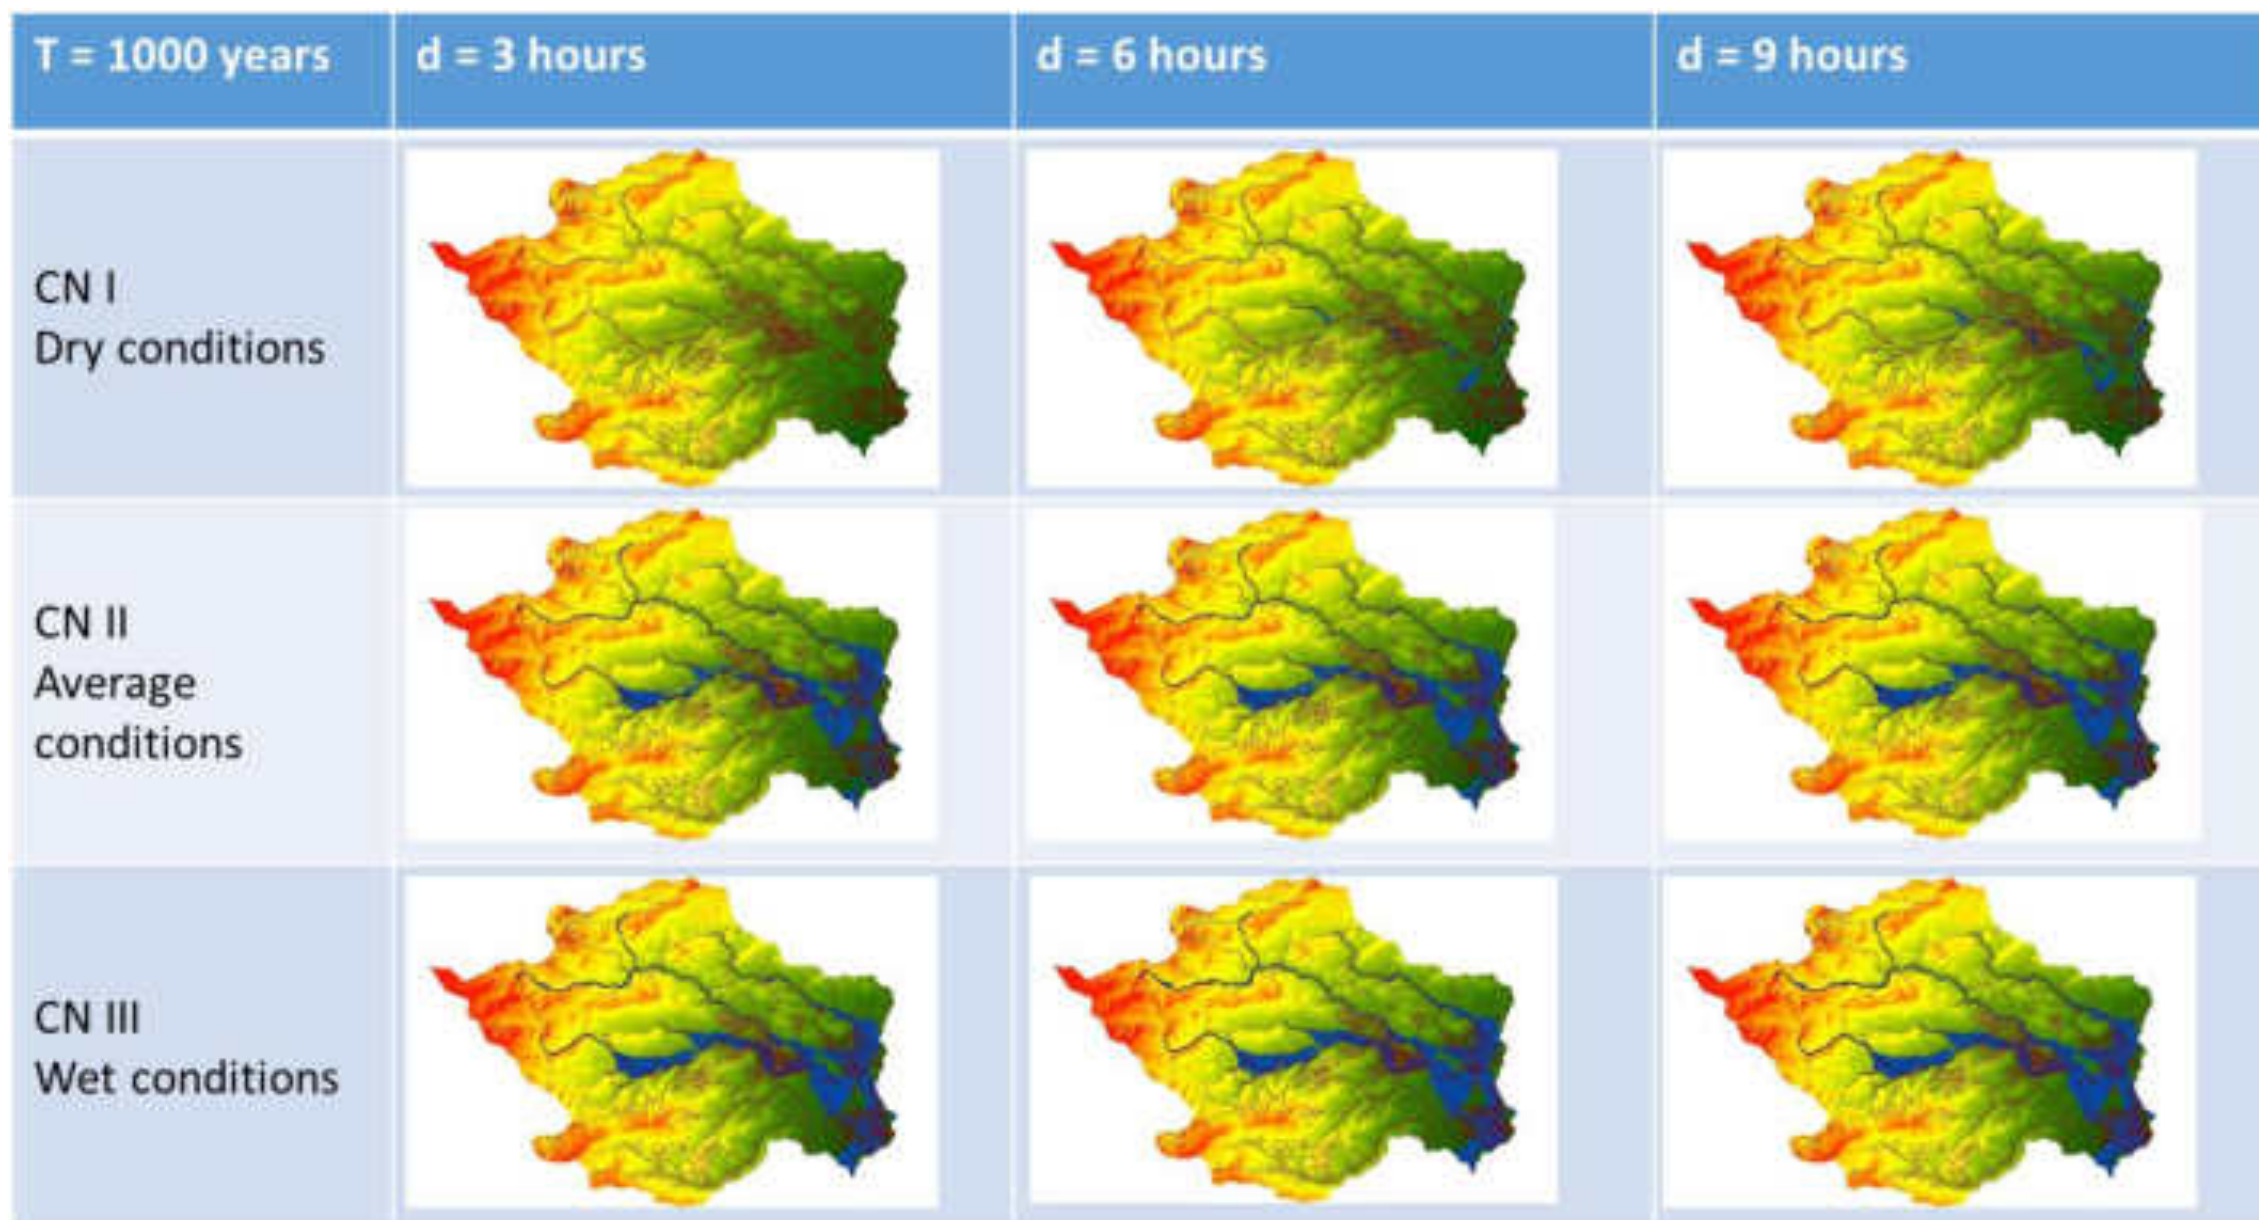 T = 1000 years
d = 3 hours
d = 6 hours
d = 9 hours
CN I
Dry conditions
CN II
Average
conditions
CN III
Wet conditions